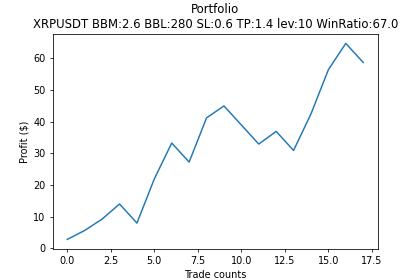 Portfolio
XRPUSDT BBM:2.6 BBL:280 SL:0.6 TP:1.4 lev:10 WinRatio:67.0
60
50
40
30
20
10
0
Profit ($)
0.0 2.5 5.0 7.5 10.0 12.5 15.0 17.5
Trade counts